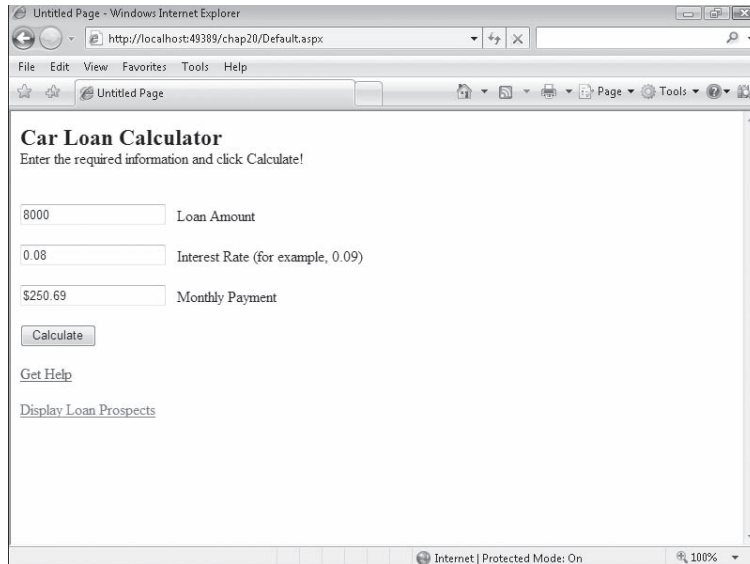 Untitled Page - Windows Internet Explorer
http://localhost:49389/chap20/Default.aspx
File Edit View Favorites Tools Help
Untitled Page
Page Tools
Car Loan Calculator
Enter the required information and click Calculate!
8000 Loan Amount
0.08 Interest Rate (for example, 0.09)
$250.69 Monthly Payment
Calculate
Get Help
Display Loan Prospects
Internet | Protected Mode: On 100%